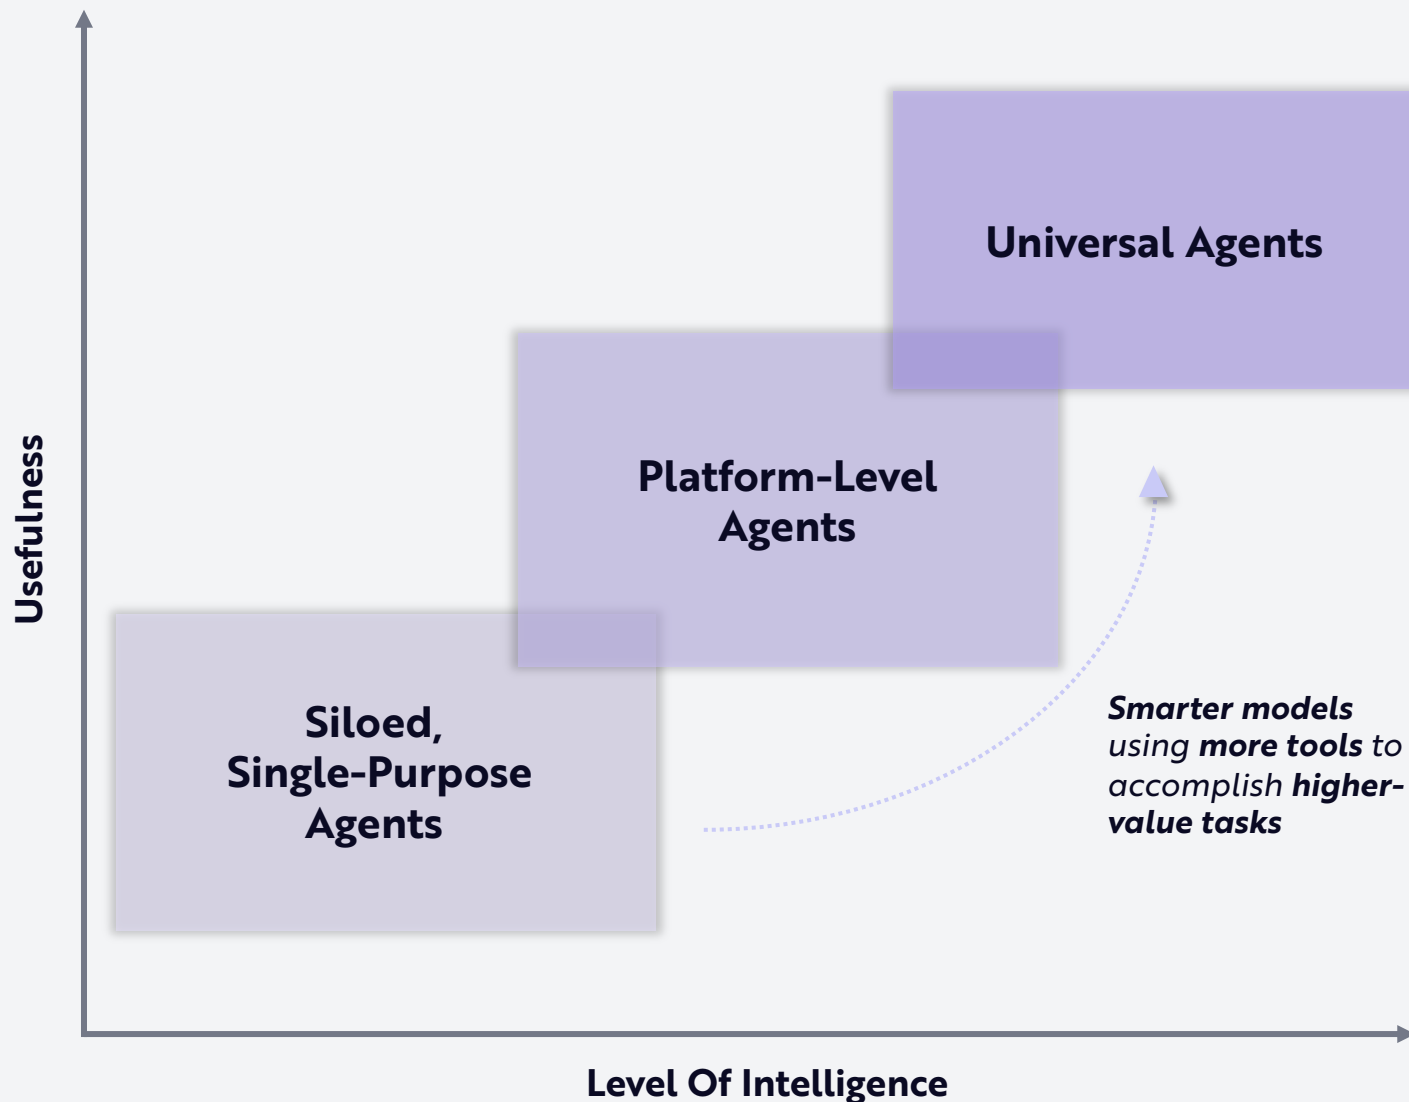 Universal Agents
Platform-Level
Agents
Usefulness
Siloed,
Single-Purpose
Agents
Smarter models
using more tools to
accomplish higher-
value tasks
Level Of Intelligence